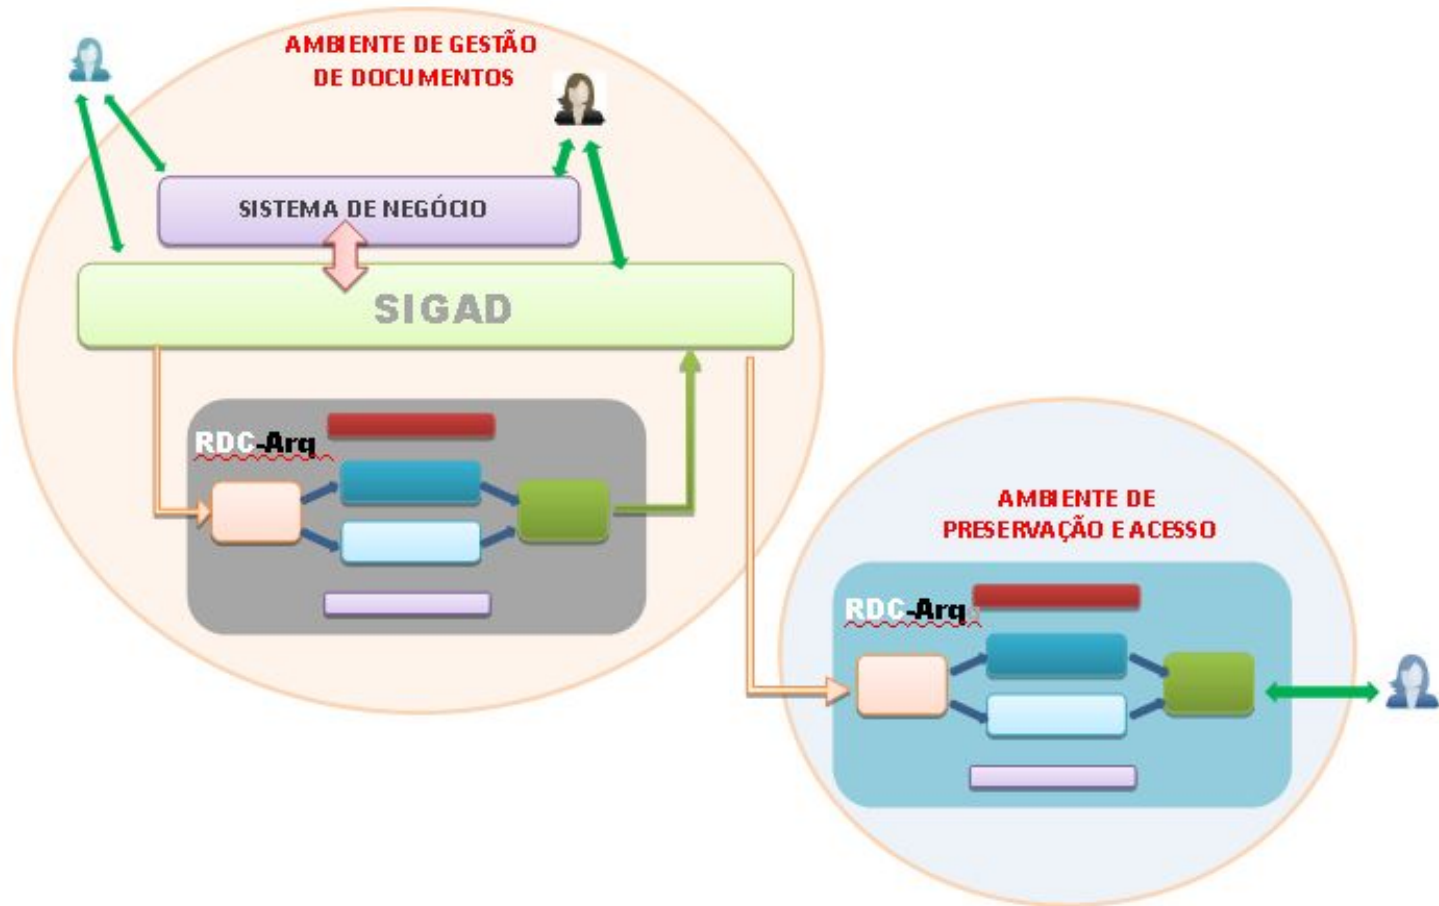 AMBIENTE DE GESTÃO
DE DOCUMENTOS
SISTEMA DE NEGÓCIO
SIGAD
RDC-Arq
AMBIENTE DE
PRESERVAÇÃO E ACESSO
RDC-Arq